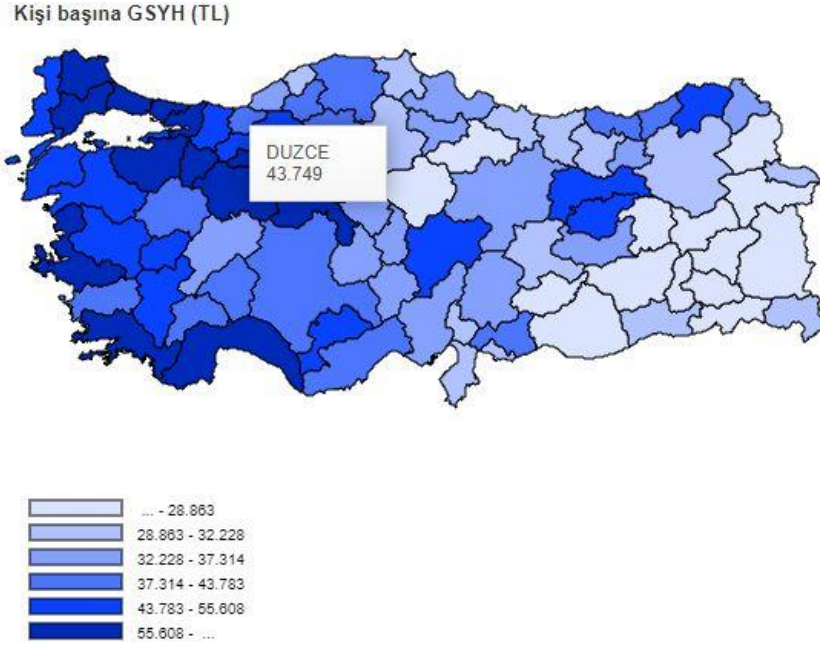 Kişi başına GSYH (TL)
DUZCE
43.749
... - 28.863
28.863 - 32.228
32.228 - 37.314
37.314 - 43.783
43.783 - 55.608
55.608 - ...